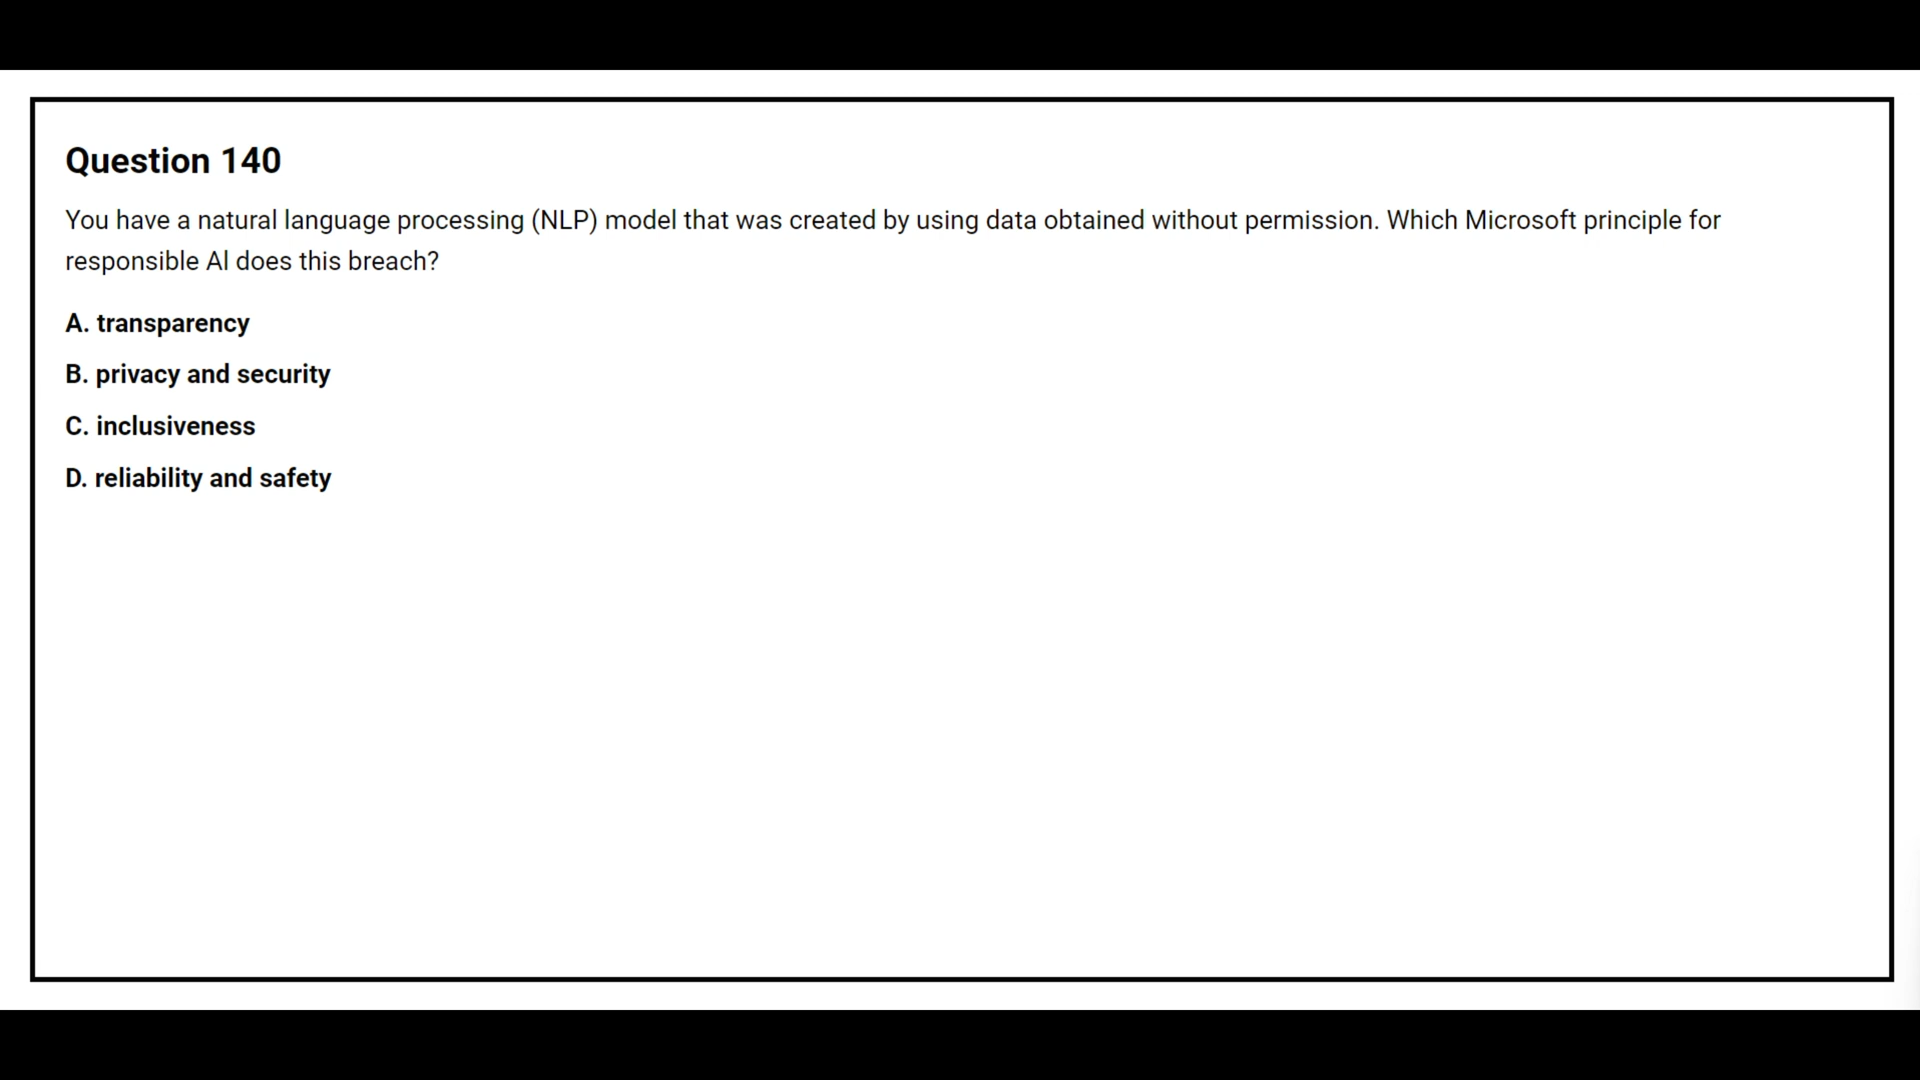 Question 140
You have a natural language processing (NLP) model that was created by using data obtained without permission. Which Microsoft principle for
responsible AI does this breach?
A. transparency
B. privacy and security
C. inclusiveness
D. reliability and safety